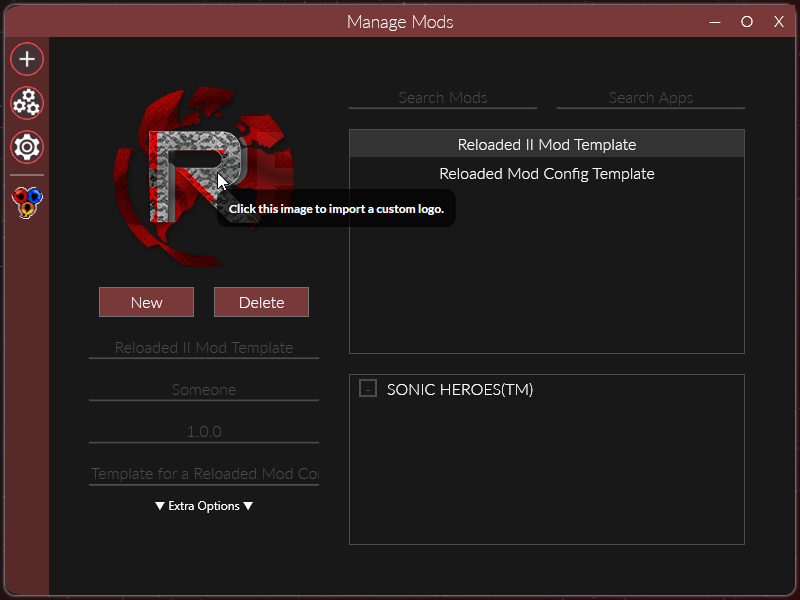 Manage Mods
Search Mods
Search Apps
Reloaded II Mod Template
Reloaded Mod Config Template
R
Click this image to import a custom logo.
New
Delete
Reloaded II Mod Template
Someone
1.0.0
Template for a Reloaded Mod Co
▼ Extra Options ▼
- SONIC HEROES(TM)